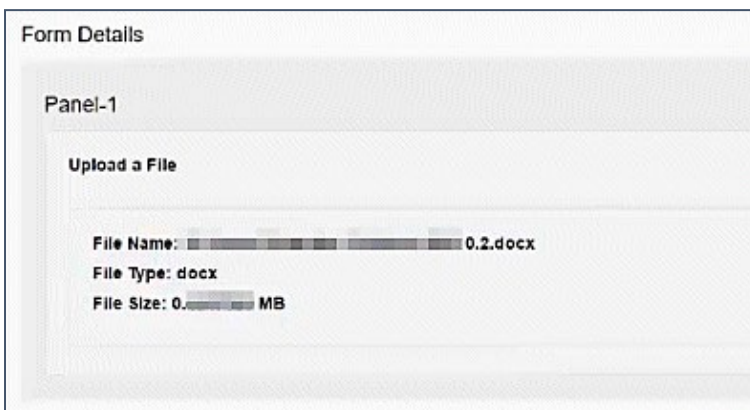 Form Details
Panel-1
Upload a File
File Name: 0.2.docx
File Type: docx
File Size: 0. MB